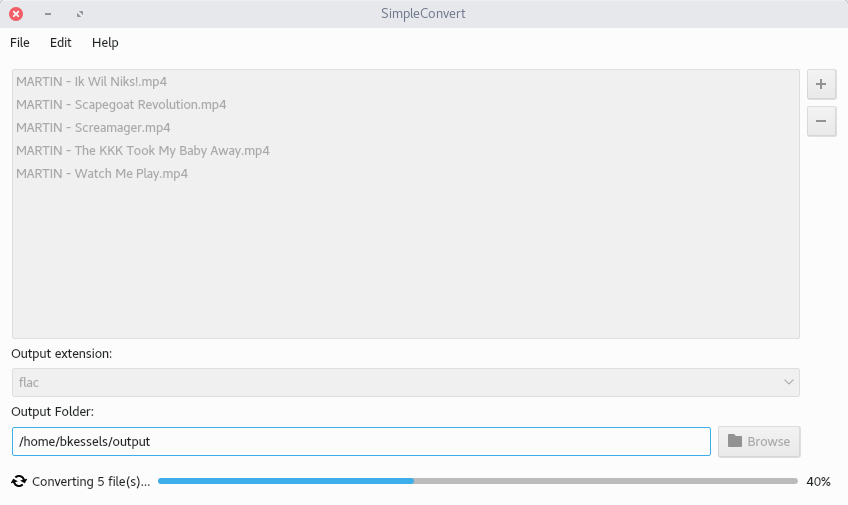 SimpleConvert
File Edit Help
MARTIN - Ik Wil Niks!.mp4
MARTIN - Scapegoat Revolution.mp4
MARTIN - Screamager.mp4
MARTIN - The KKK Took My Baby Away.mp4
MARTIN - Watch Me Play.mp4
Output extension:
flac
Output Folder:
/home/bkessels/output Browse
Converting 5 file(s)... 40%